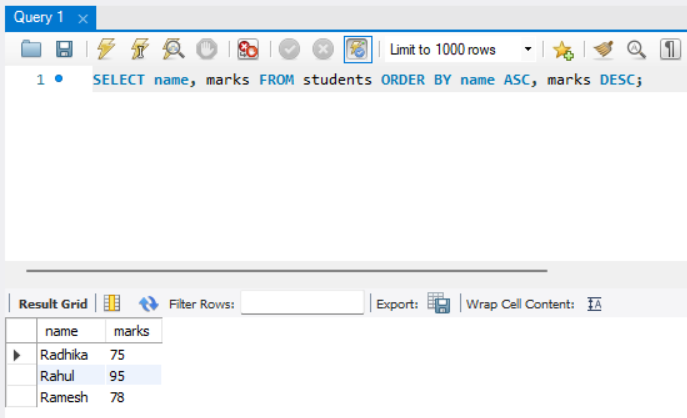 Query 1
Limit to 1000 rows
1 SELECT name, marks FROM students ORDER BY name ASC, marks DESC;
Result Grid Filter Rows: Export: Wrap Cell Content: IA
name marks
Radhika 75
Rahul 95
Ramesh 78